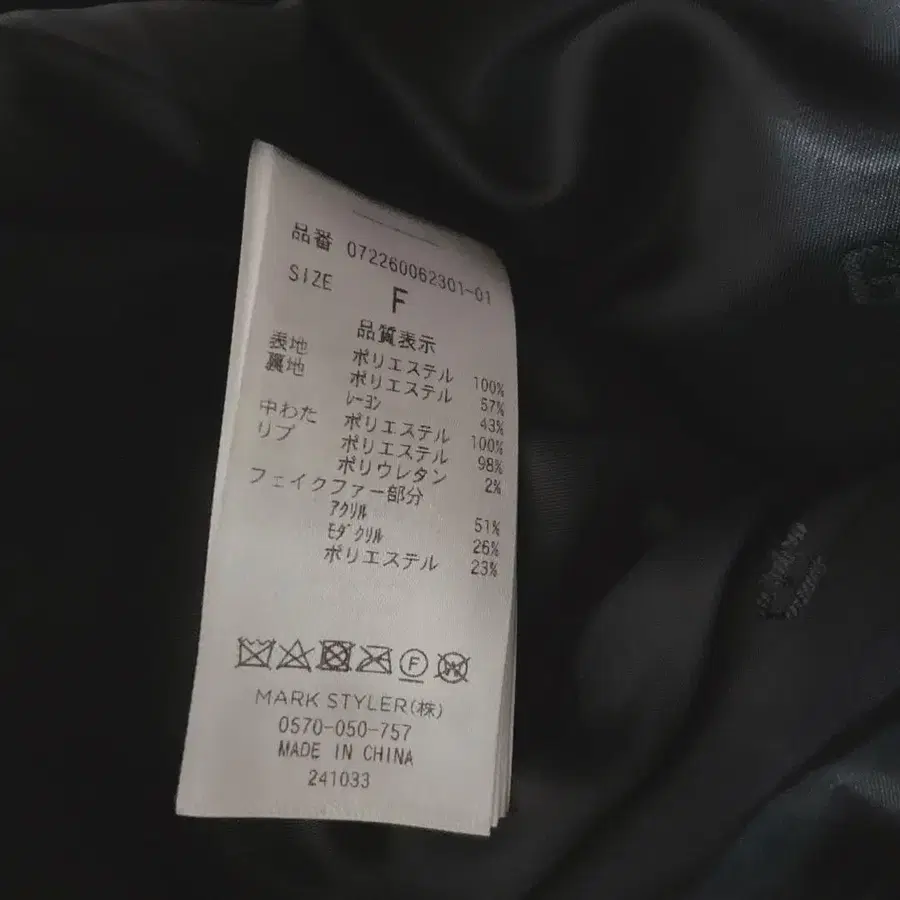 品番 072260062301-01
SIZE F
品質表示
表地 ポリエステル 100%
裏地 ポリエステル 57%
レーヨン 43%
中わた ポリエステル 100%
リブ ポリエステル 98%
ポリウレタン 2%
フェイクファー部分
アクリル 51%
モダクリル 26%
ポリエステル 23%
F W
MARK STYLER(株)
0570-050-757
MADE IN CHINA
241033